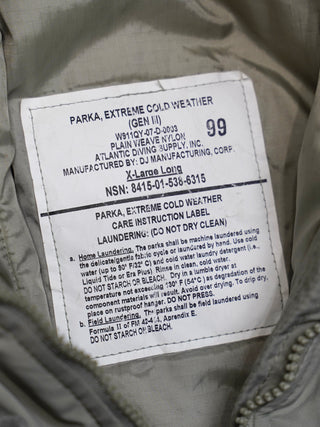 PARKA, EXTREME COLD WEATHER
(GEN III)
W911QY-07-D-0003
PLAIN WEAVE NYLON
ATLANTIC DIVING SUPPLY, INC.
MANUFACTURED BY: DJ MANUFACTURING, CORP.
99
X-Large Long
NSN: 8415-01-538-6315
PARKA, EXTREME COLD WEATHER
CARE INSTRUCTION LABEL
LAUNDERING: (DO NOT DRY CLEAN)
a. Home Laundering. The parka shall be machine laundered using
the delicate/gentle fabric cycle or laundered by hand. Use cold
water (up to 90° F/32° C) and cold water laundry detergent (i.e.,
Liquid Tide or Era Plus). Rinse in clean, cold water.
DO NOT STARCH OR BLEACH. Dry in a tumble dryer at
temperature not exceeding 130° F (54°C) as degradation of the
component materials will result. Avoid over drying. To drip dry,
place on rustproof hanger. DO NOT PRESS.
b. Field Laundering. The parka shall be field laundered using
Formula II of FM 42-414, Appendix E.
DO NOT STARCH OR BLEACH.